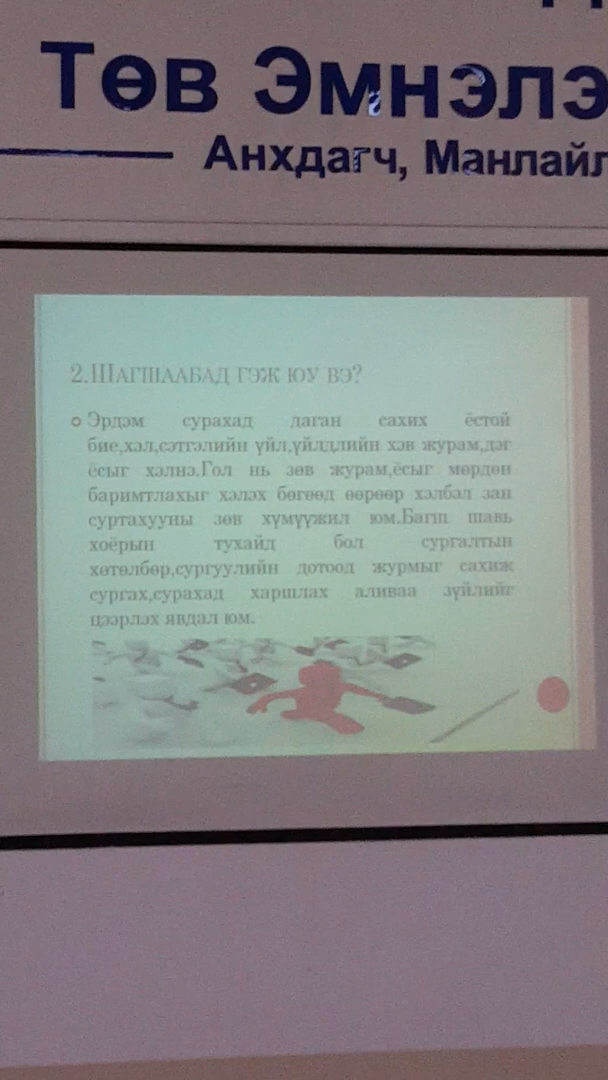 Төв Эмнэлэ
Анхдагч, Манлайл
2.ШАГШААБАД ГЭЖ ЮУ ВЭ?
Эрдэм сурахад даган сахих ёстой
бие,хэл,сэтгэлийн үйл,үйлдлийн хэв журам,дэг
ёсыг хэлнэ.Гол нь зөв журам,ёсыг мөрдөн
баримтлахыг хэлэх бөгөөд өөрөөр хэлбэл зан
суртахууны зөв хүмүүжил юм.Багш шавь
хоёрын тухайд бол сургалтын
хөтөлбөр,сургуулийн дотоод журмыг сахиж
сургах,сурахад харшлах аливаа зүйлийг
цээрлэх явдал юм.